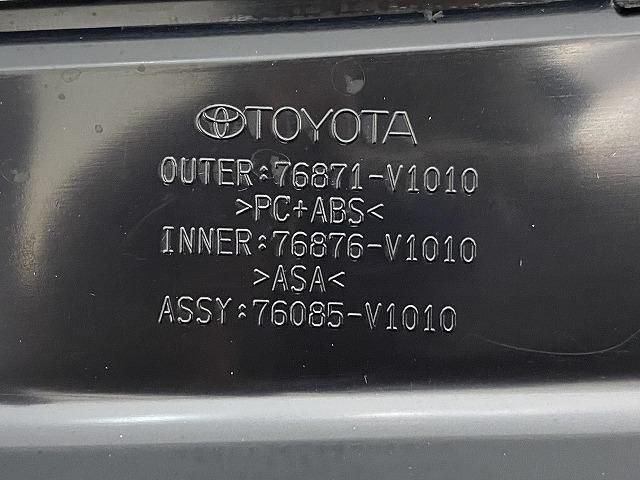 TOYOTA
OUTER:76871-V1010
>PC+ABS<
INNER:76876-V1010
>ASA<
ASSY:76085-V1010